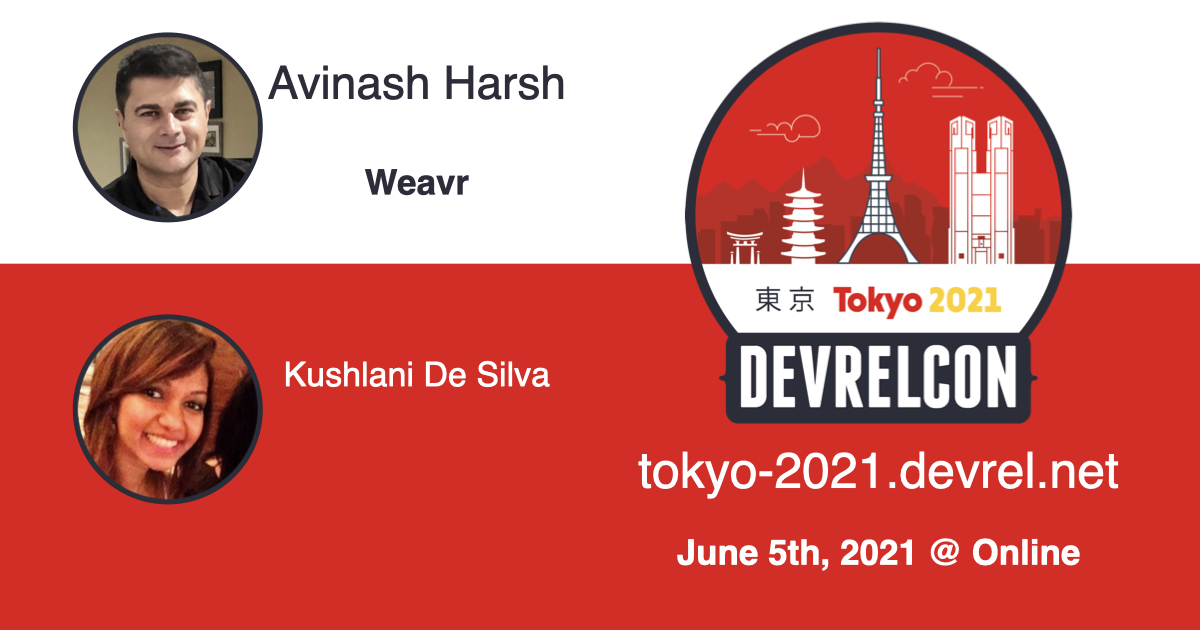 Avinash Harsh
Weavr
Kushlani De Silva
東京 Tokyo 2021
DEVRELCON
tokyo-2021.devrel.net
June 5th, 2021 @ Online